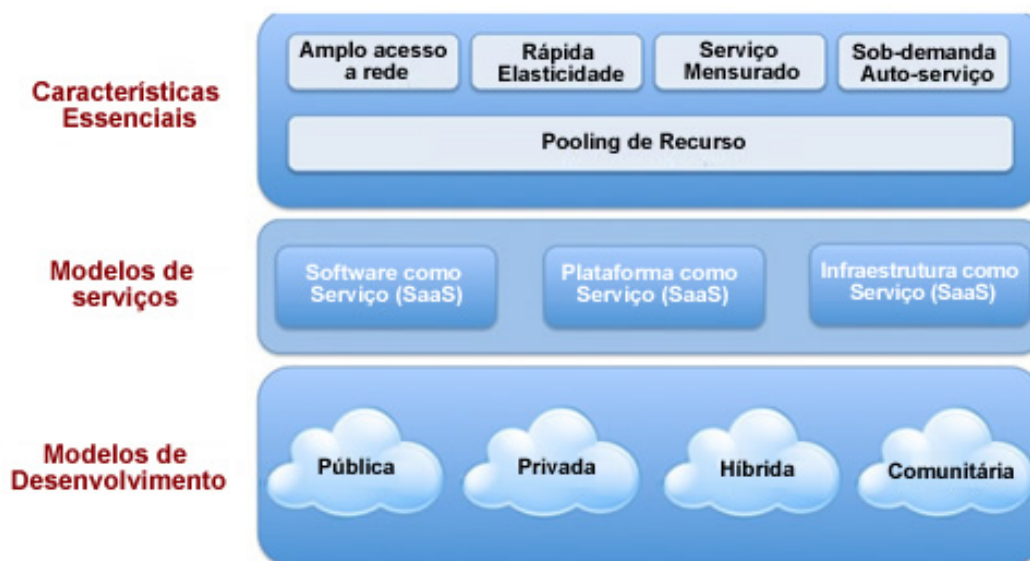 Características
Essenciais
Amplo acesso
a rede
Rápida
Elasticidade
Serviço
Mensurado
Sob-demanda
Auto-serviço
Pooling de Recurso
Modelos de
serviços
Software como
Serviço (SaaS)
Plataforma como
Serviço (SaaS)
Infraestrutura como
Serviço (SaaS)
Modelos de
Desenvolvimento
Pública
Privada
Híbrida
Comunitária